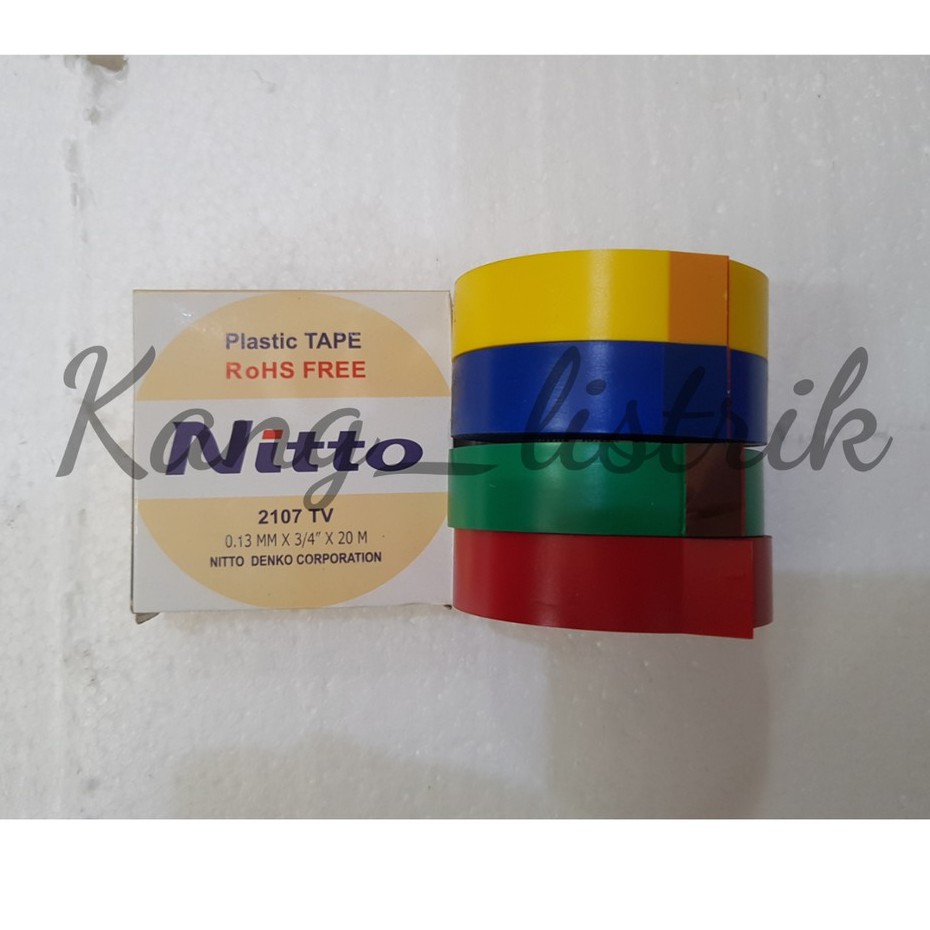 Plastic TAPE
RoHS FREE
Nitto
2107 TV
0.13 MM X 3/4" X 20 M
NITTO DENKO CORPORATION
Kang_listrik